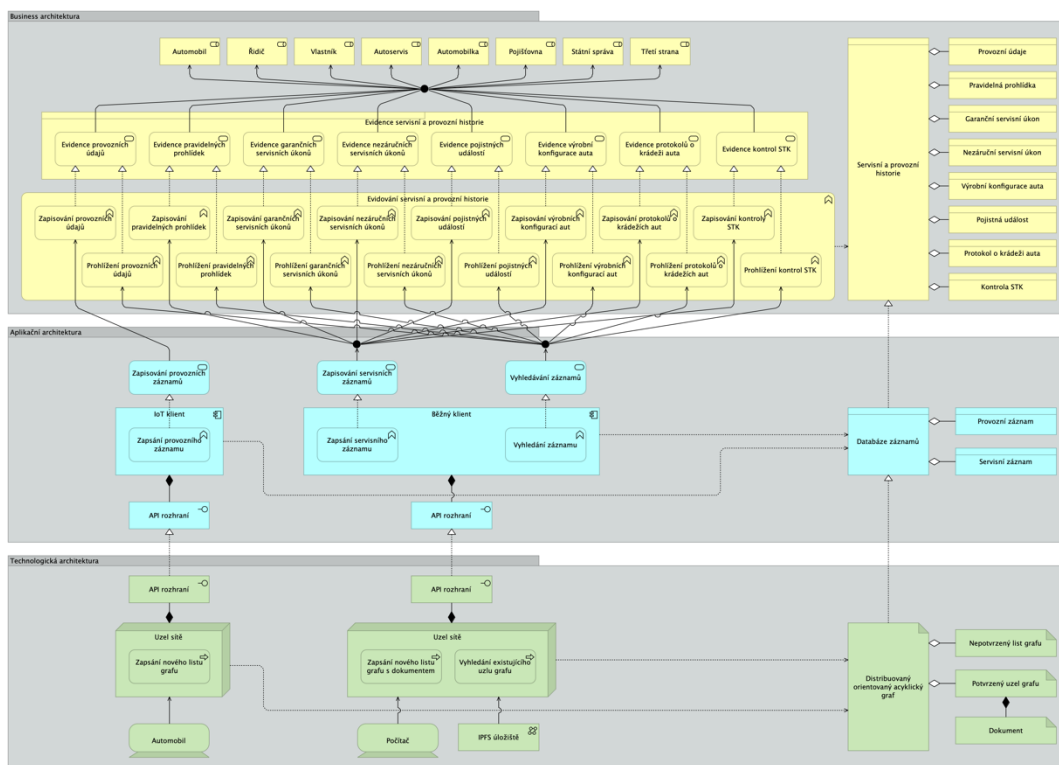 Business architektura
Automobil
Řidič
Vlastník
Autoservis
Automobilka
Pojišťovna
Státní správa
Třetí strana
Evidence servisní a provozní historie
Evidence provozních
údajů
Evidence pravidelných
prohlídek
Evidence garančních
servisních úkonů
Evidence nezáručních
servisních úkonů
Evidence pojistných
událostí
Evidence výrobní
konfigurace auta
Evidence protokolů o
krádeži auta
Evidence kontrol STK
Evidování servisní a provozní historie
Zapisování provozních
údajů
Zapisování
pravidelných prohlídek
Zapisování garančních
servisních úkonů
Zapisování nezáručních
servisních úkonů
Zapisování pojistných
událostí
Zapisování výrobních
konfigurací aut
Zapisování protokolů o
krádežích aut
Zapisování kontroly
STK
Prohlížení provozních
údajů
Prohlížení pravidelných
prohlídek
Prohlížení garančních
servisních úkonů
Prohlížení nezáručních
servisních úkonů
Prohlížení pojistných
událostí
Prohlížení výrobních
konfigurací aut
Prohlížení protokolů o
krádežích aut
Prohlížení kontrol STK
Servisní a provozní
historie
Provozní údaje
Pravidelná prohlídka
Garanční servisní úkon
Nezáruční servisní úkon
Výrobní konfigurace auta
Pojistná událost
Protokol o krádeži auta
Kontrola STK
Aplikační architektura
Zapisování provozních
záznamů
Zapisování servisních
záznamů
Vyhledávání záznamů
IoT klient
Zapsání provozního
záznamu
Běžný klient
Zapsání servisního
záznamu
Vyhledání záznamu
API rozhraní
API rozhraní
Databáze záznamů
Provozní záznam
Servisní záznam
Technologická architektura
API rozhraní
API rozhraní
Uzel sítě
Zapsání nového listu
grafu
Uzel sítě
Zapsání nového listu
grafu s dokumentem
Vyhledání existujícího
uzlu grafu
Automobil
Počítač
IPFS úložiště
Distribuovaný
orientovaný acyklický
graf
Nepotvrzený list grafu
Potvrzený uzel grafu
Dokument